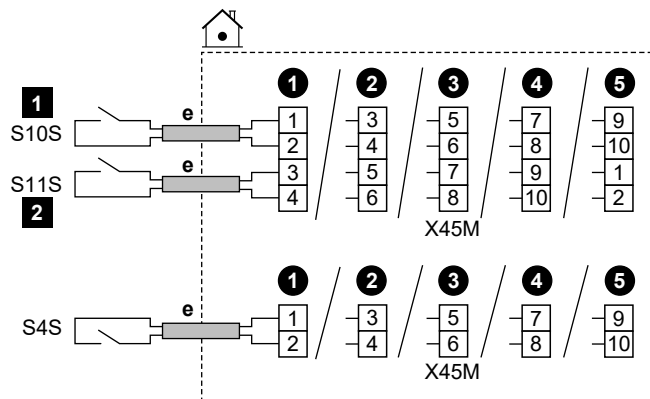 1 2 3 4 5
1 e 1 3 5 7 9
S10S 2 4 6 8 10
S11S e 3 5 7 9 1
2 4 6 8 10 2
X45M
1 2 3 4 5
S4S e 1 3 5 7 9
2 4 6 8 10
X45M